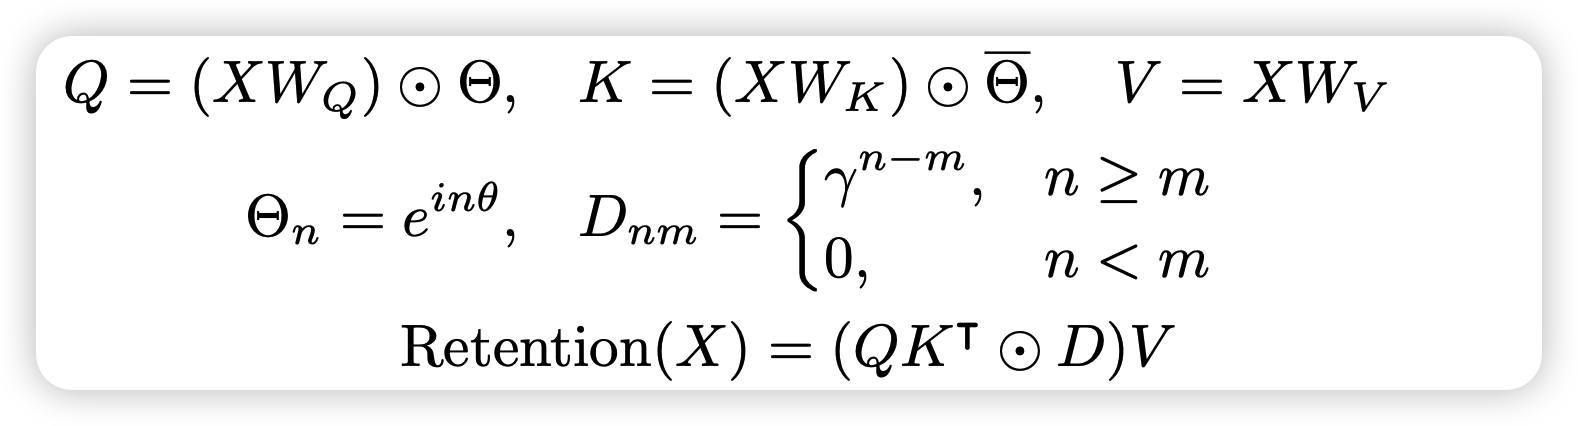 Q = (XW_Q) ⊙ Θ, K = (XW_K) ⊙ \overline{Θ}, V = XW_V
Θ_n = e^{inθ}, D_{nm} = { γ^{n−m}, n ≥ m
0, n < m
Retention(X) = (QK^⊺ ⊙ D)V